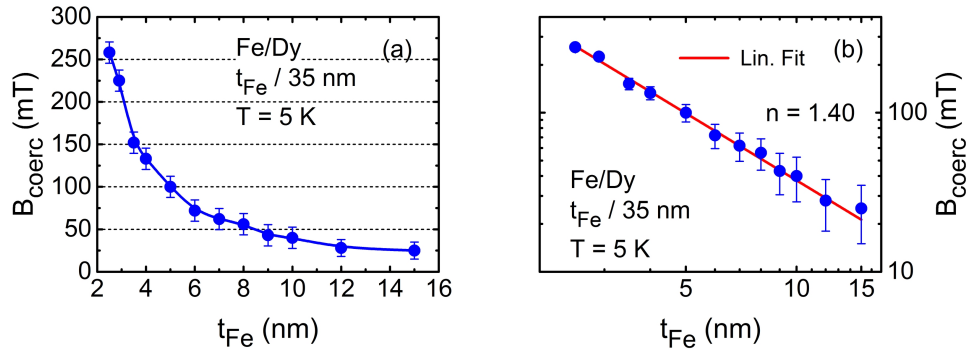 300
250
200
150
100
50
0
B_coerc (mT)
Fe/Dy
t_Fe / 35 nm
T = 5 K
(a)
2 4 6 8 10 12 14 16
t_Fe (nm)
Lin. Fit
(b)
n = 1.40
Fe/Dy
t_Fe / 35 nm
T = 5 K
100
10
B_coerc (mT)
5 10 15
t_Fe (nm)